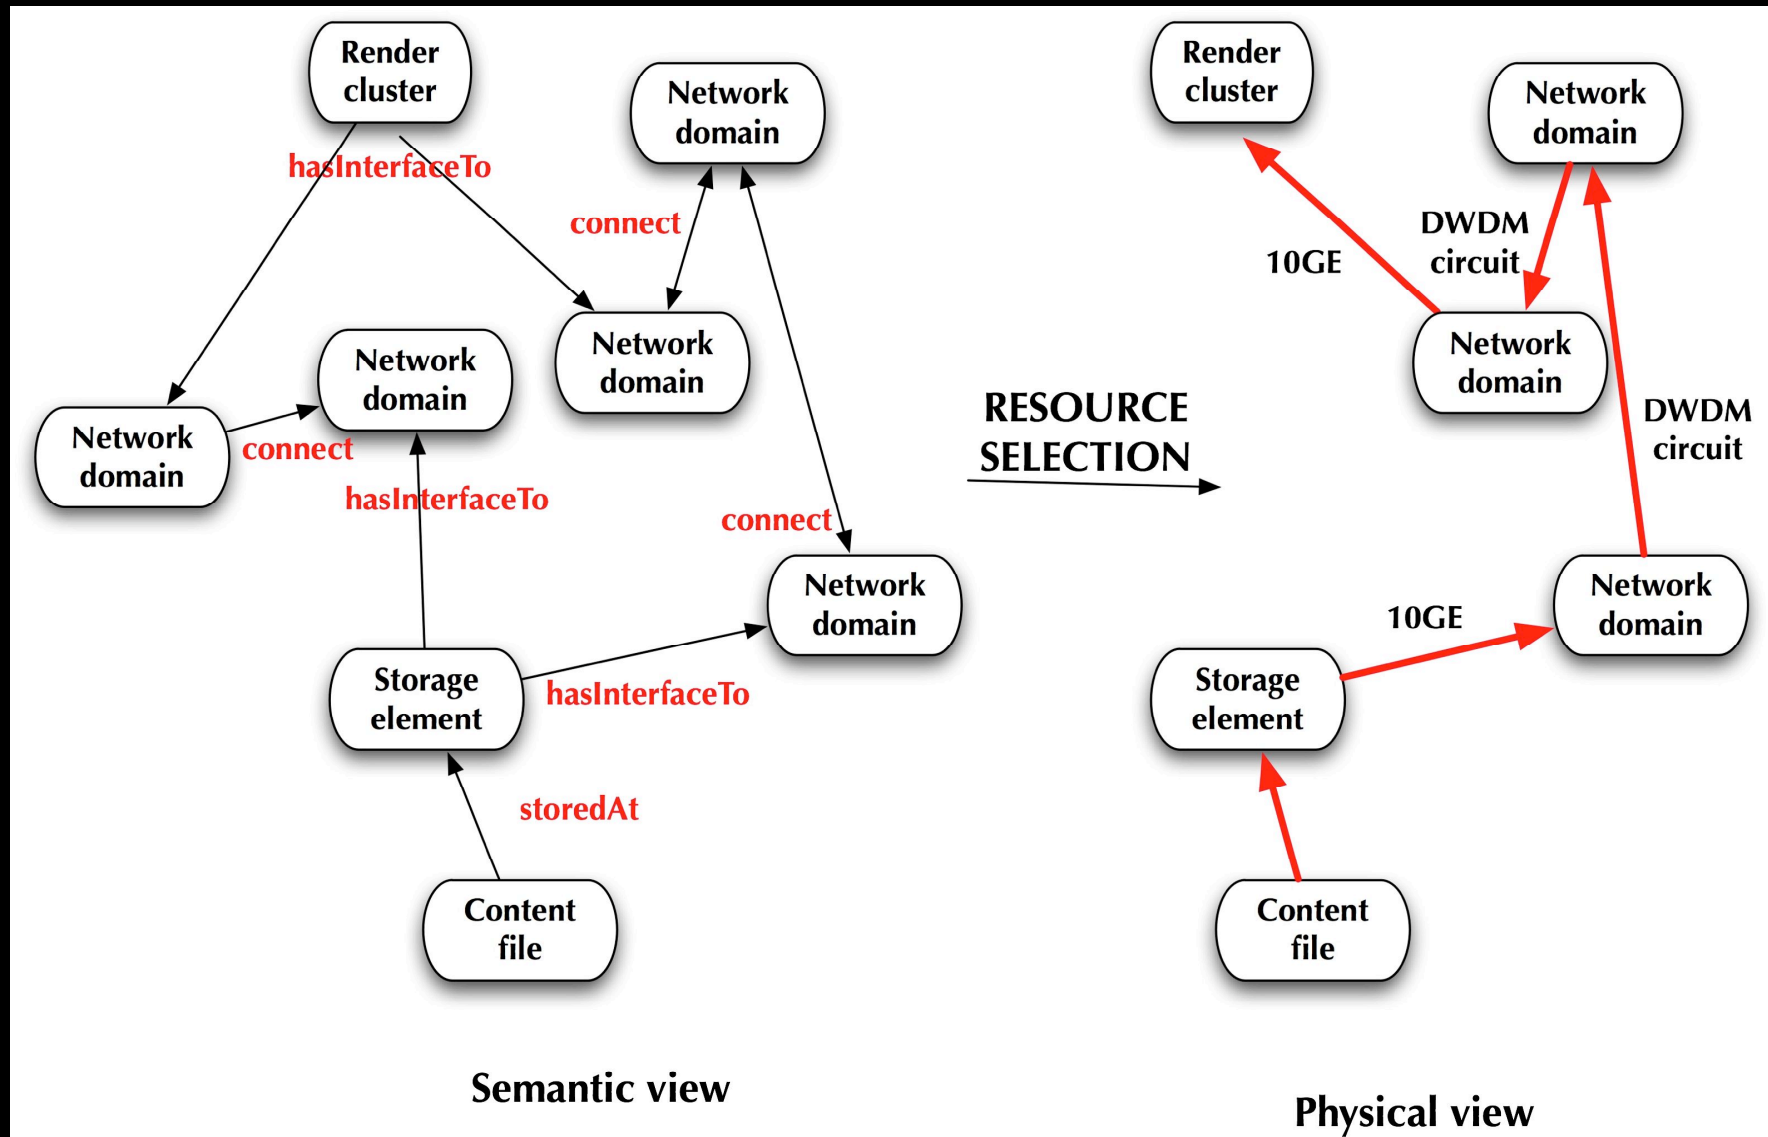 Render
cluster
Network
domain
hasInterfaceTo
connect
Network
domain
Network
domain
Network
domain
connect
hasInterfaceTo
connect
Network
domain
Storage
element
hasInterfaceTo
storedAt
Content
file
Semantic view
RESOURCE
SELECTION
Render
cluster
Network
domain
DWDM
circuit
10GE
Network
domain
DWDM
circuit
Network
domain
10GE
Storage
element
Content
file
Physical view